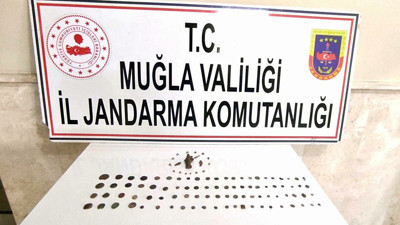 T.C.
MUĞLA VALİLİĞİ
İL JANDARMA KOMUTANLIĞI